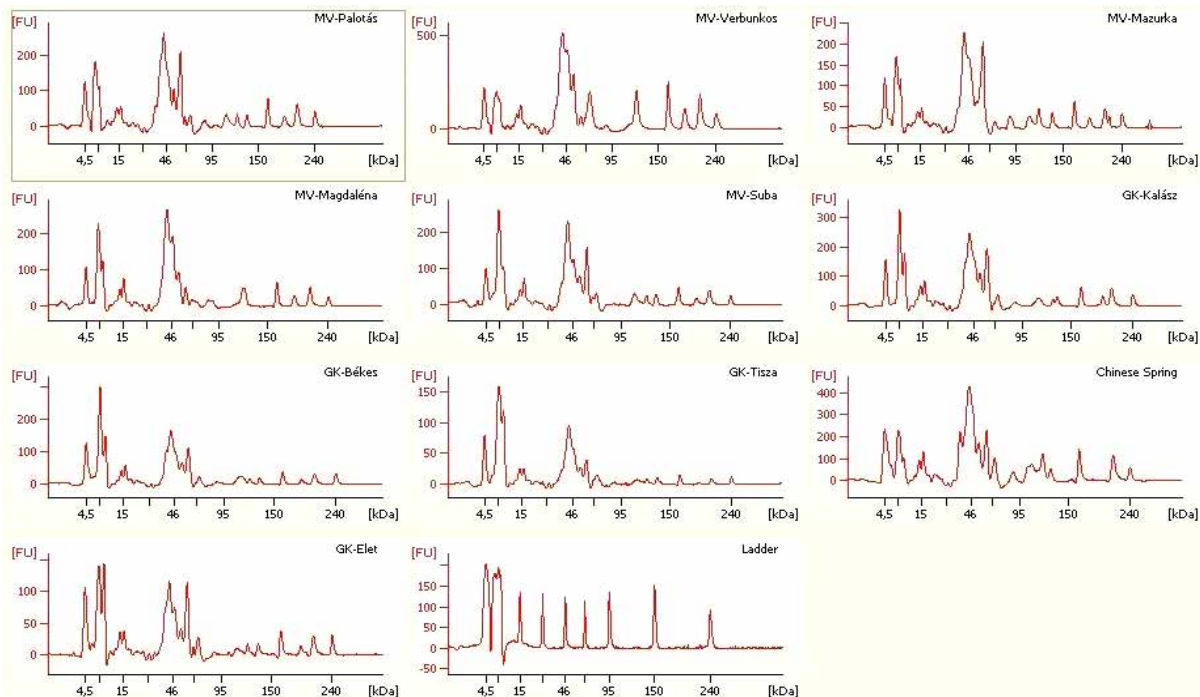 [FU] MV-Palotás
200
100
0
4,5 15 46 95 150 240 [kDa]
[FU] MV-Verbunkos
500
0
4,5 15 46 95 150 240 [kDa]
[FU] MV-Mazurka
200
150
100
50
0
4,5 15 46 95 150 240 [kDa]
[FU] MV-Magdaléna
200
100
0
4,5 15 46 95 150 240 [kDa]
[FU] MV-Suba
200
100
0
4,5 15 46 95 150 240 [kDa]
[FU] GK-Kalász
300
200
100
0
4,5 15 46 95 150 240 [kDa]
[FU] GK-Békes
200
100
0
4,5 15 46 95 150 240 [kDa]
[FU] GK-Tisza
150
100
50
0
4,5 15 46 95 150 240 [kDa]
[FU] Chinese Spring
400
300
200
100
0
4,5 15 46 95 150 240 [kDa]
[FU] GK-Elet
100
50
0
4,5 15 46 95 150 240 [kDa]
[FU] Ladder
150
100
50
0
-50
4,5 15 46 95 150 240 [kDa]